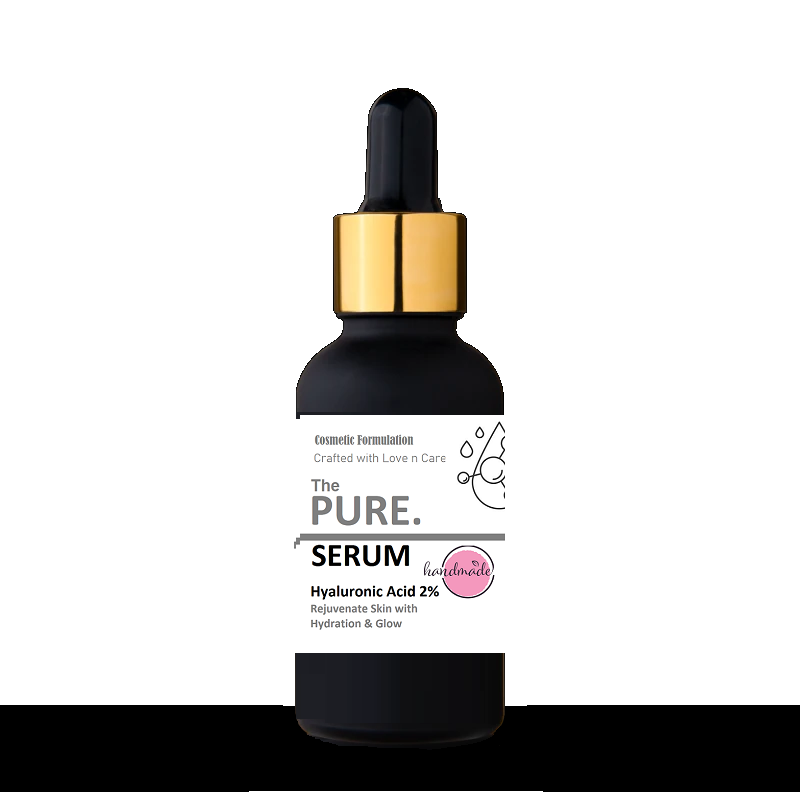 Cosmetic Formulation
Crafted with Love n Care
The
PURE.
SERUM
handmade
Hyaluronic Acid 2%
Rejuvenate Skin with
Hydration & Glow